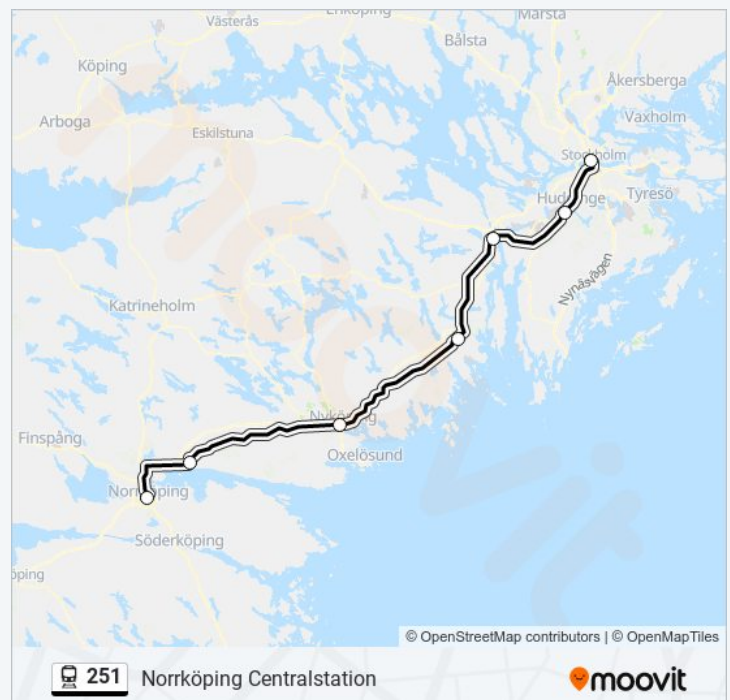 Enköping
Märsta
Västerås
Bålsta
Köping
Åkersberga
Arboga
Vaxholm
Eskilstuna
Stockholm
Huddinge
Tyresö
Nynäsvägen
Katrineholm
Nyköping
Finspång
Oxelösund
Norrköping
Söderköping
öping
© OpenStreetMap contributors | © OpenMapTiles
251 Norrköping Centralstation moovit
moovit